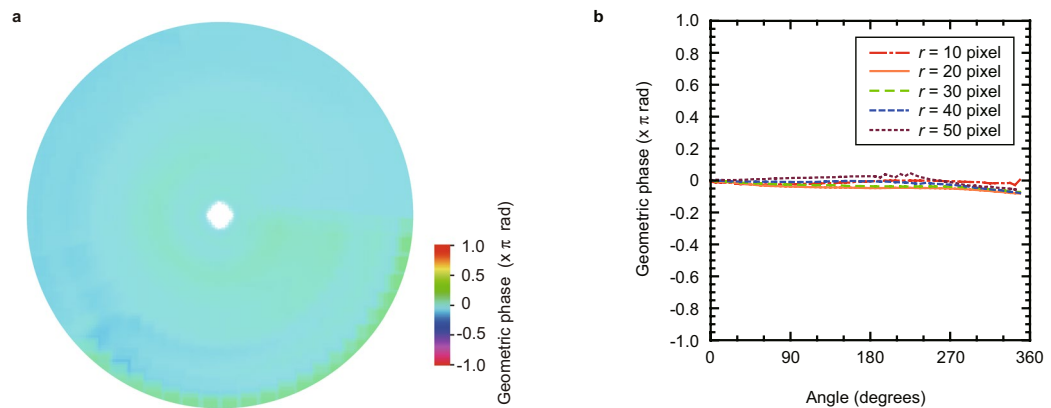 a
1.0
0.5
0
-0.5
-1.0
Geometric phase (x π rad)
b
1.0
0.8
0.6
0.4
0.2
0
-0.2
-0.4
-0.6
-0.8
-1.0
Geometric phase (x π rad)
r = 10 pixel
r = 20 pixel
r = 30 pixel
r = 40 pixel
r = 50 pixel
0 90 180 270 360
Angle (degrees)